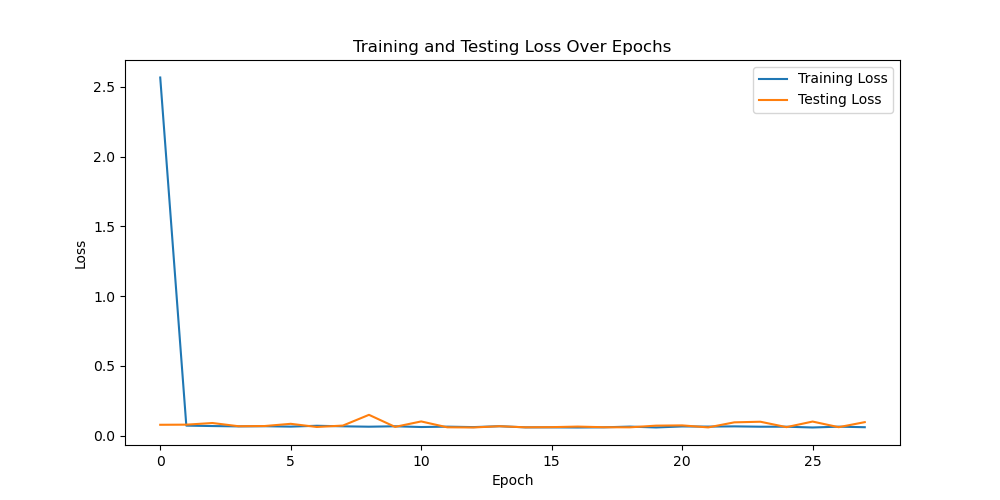 Training and Testing Loss Over Epochs
Training Loss
Testing Loss
2.5
2.0
1.5
1.0
0.5
0.0
Loss
0 5 10 15 20 25
Epoch